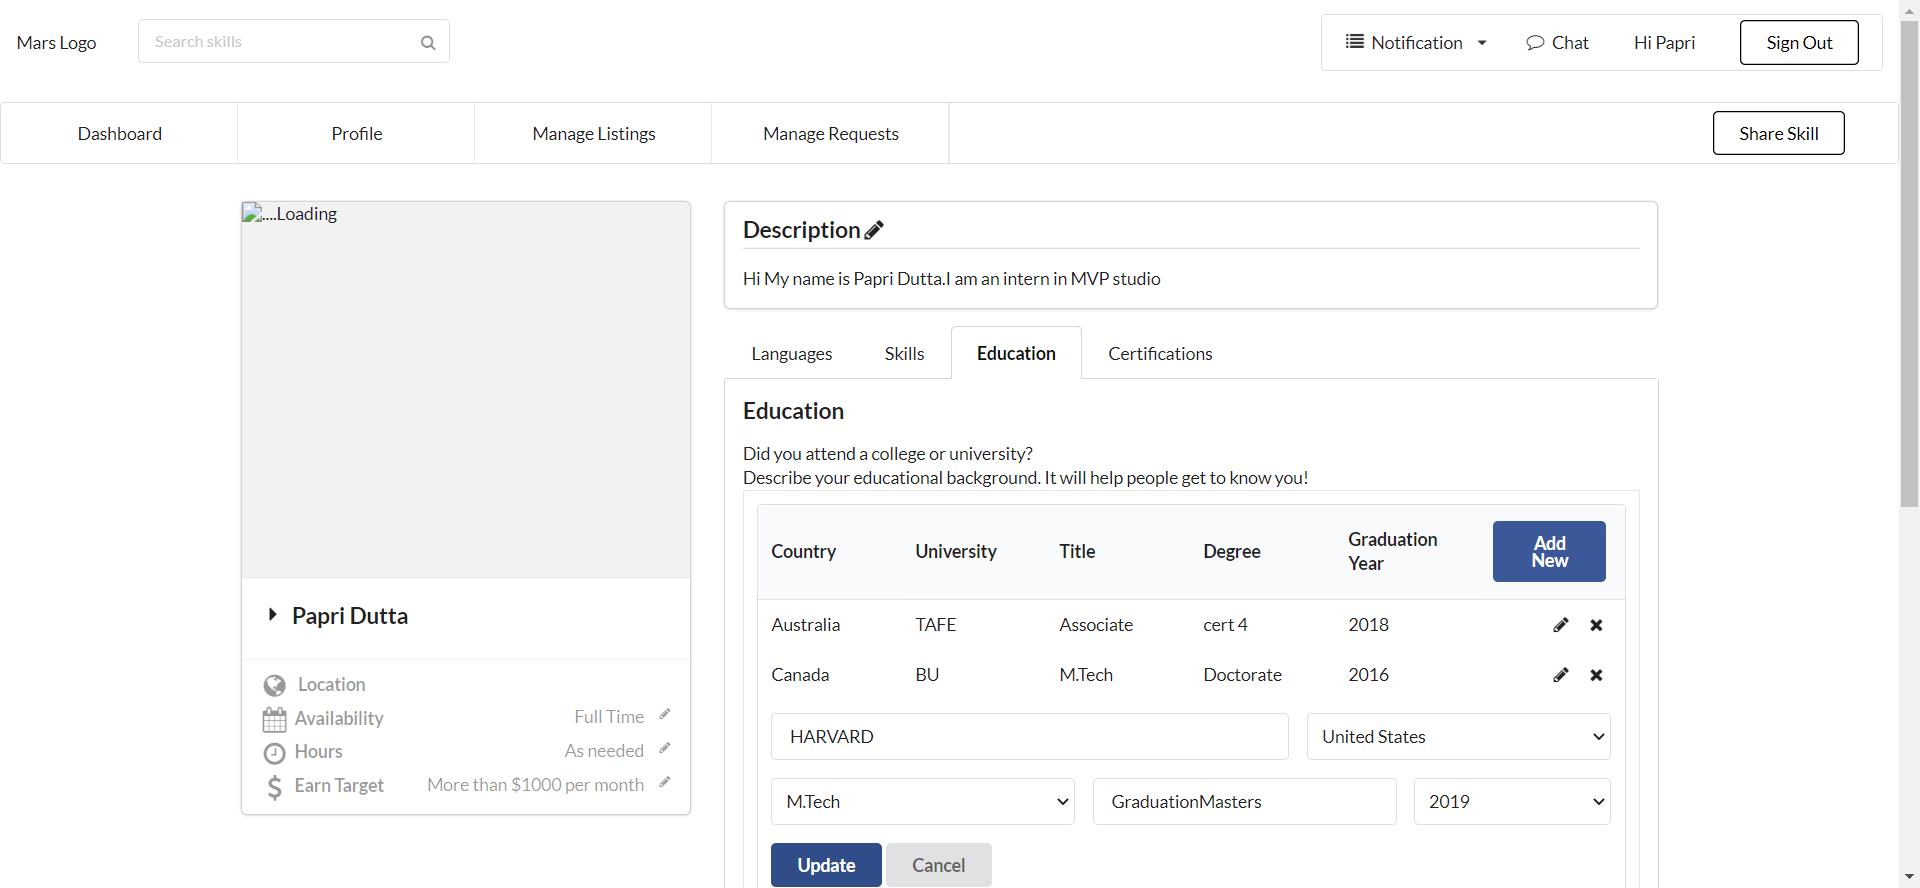 Mars Logo
Search skills
Notification
Chat
Hi Papri
Sign Out
Dashboard
Profile
Manage Listings
Manage Requests
Share Skill
....Loading
Papri Dutta
Location
Availability
Full Time
Hours
As needed
Earn Target
More than $1000 per month
Description
Hi My name is Papri Dutta.I am an intern in MVP studio
Languages
Skills
Education
Certifications
Education
Did you attend a college or university?
Describe your educational background. It will help people get to know you!
Country University Title Degree Graduation Year
Add New
Australia TAFE Associate cert 4 2018
Canada BU M.Tech Doctorate 2016
HARVARD
United States
M.Tech
GraduationMasters
2019
Update
Cancel